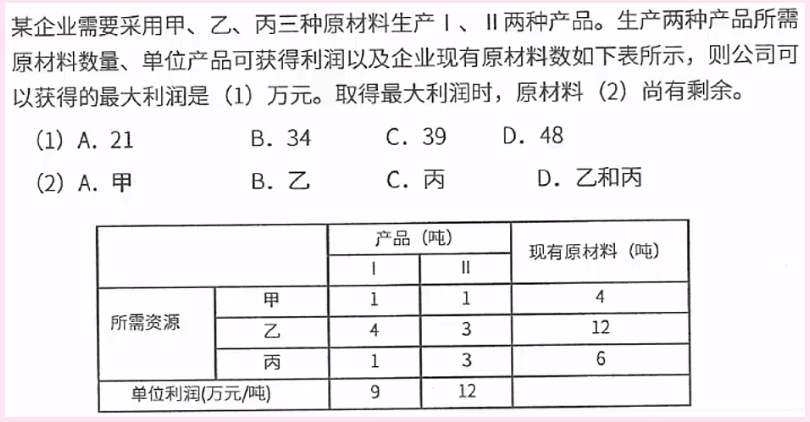 某企业需要采用甲、乙、丙三种原材料生产Ⅰ、Ⅱ两种产品。生产两种产品所需
原材料数量、单位产品可获得利润以及企业现有原材料数如下表所示，则公司可
以获得的最大利润是（1）万元。取得最大利润时，原材料（2）尚有剩余。
（1）A．21 B．34 C．39 D．48
（2）A．甲 B．乙 C．丙 D．乙和丙
产品（吨） 现有原材料（吨）
Ⅰ Ⅱ
所需资源 甲 1 1 4
乙 4 3 12
丙 1 3 6
单位利润(万元/吨) 9 12